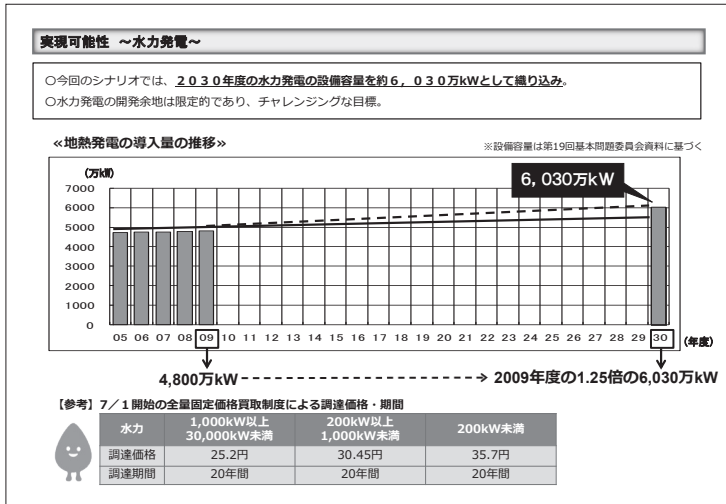 実現可能性 ～水力発電～
○今回のシナリオでは、２０３０年度の水力発電の設備容量を約６，０３０万kWとして織り込み。
○水力発電の開発余地は限定的であり、チャレンジングな目標。
≪地熱発電の導入量の推移≫
※設備容量は第19回基本問題委員会資料に基づく
(万kW)
6,030万kW
7000
6000
5000
4000
3000
2000
1000
0
05 06 07 08 09 10 11 12 13 14 15 16 17 18 19 20 21 22 23 24 25 26 27 28 29 30 (年度)
4,800万kW 2009年度の1.25倍の6,030万kW
【参考】７／１開始の全量固定価格買取制度による調達価格・期間
水力 1,000kW以上 200kW以上 200kW未満
30,000kW未満 1,000kW未満
調達価格 25.2円 30.45円 35.7円
調達期間 20年間 20年間 20年間